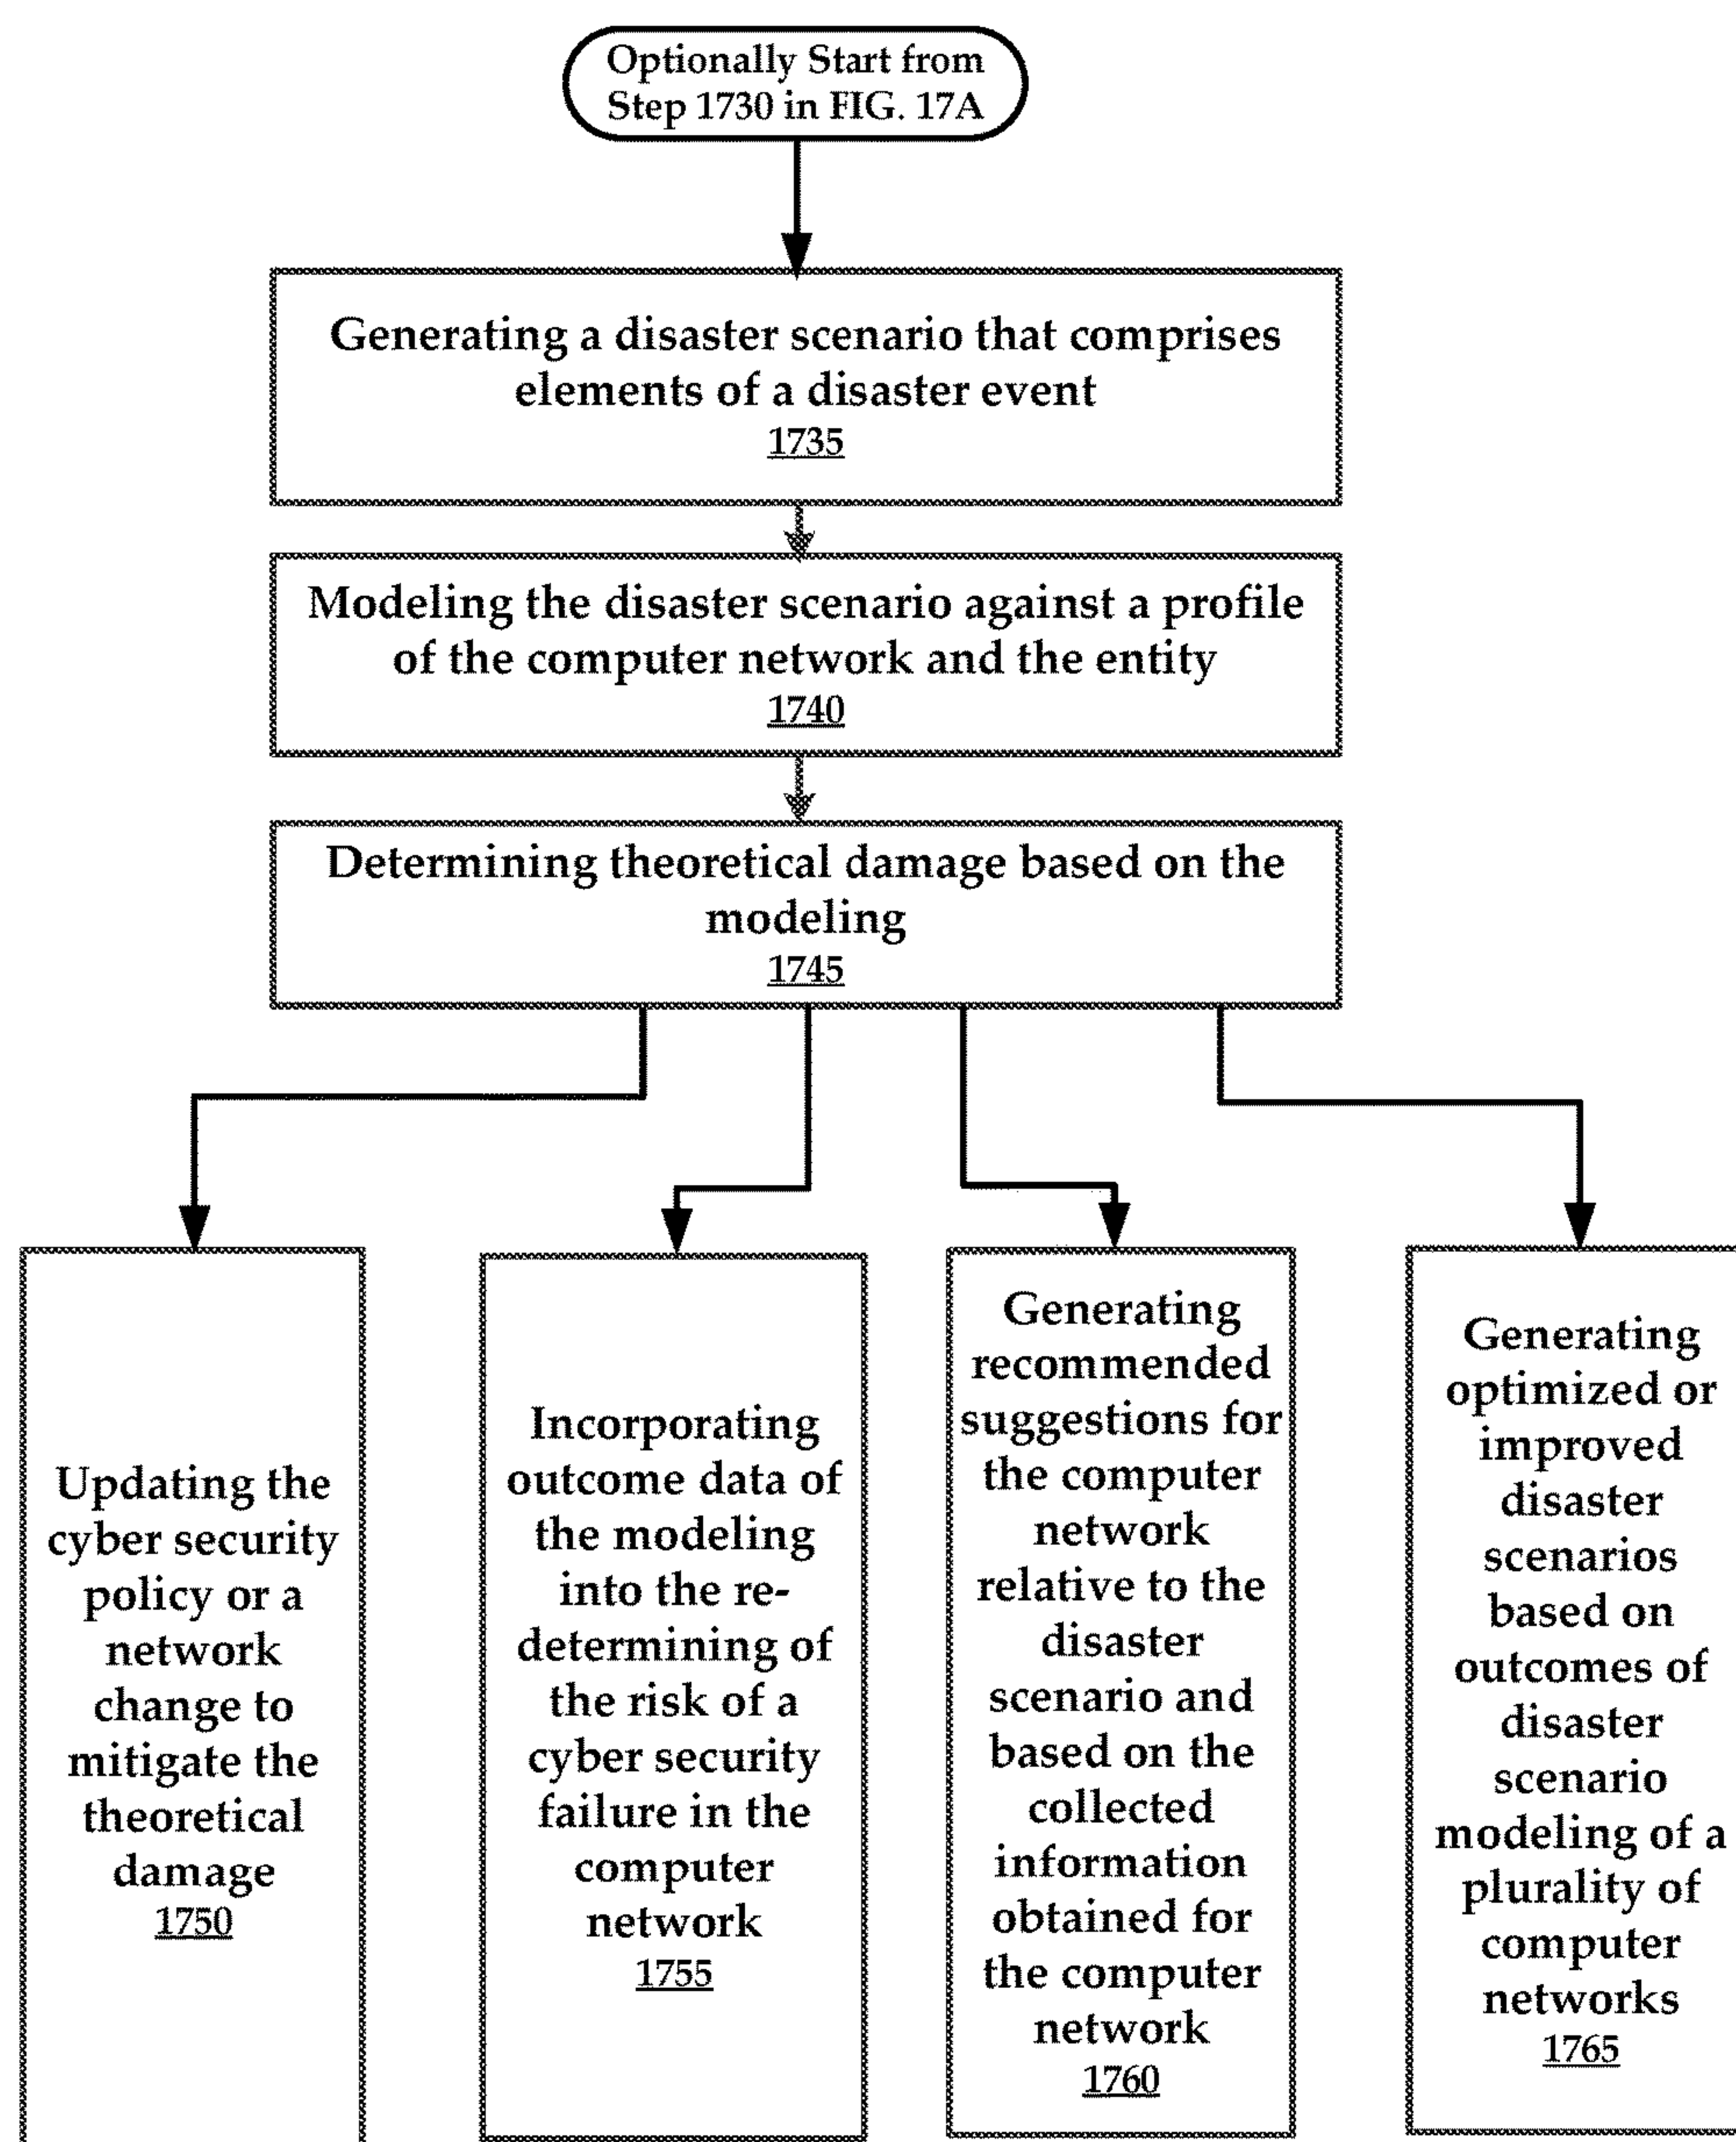 Optionally Start from
Step 1730 in FIG. 17A
Generating a disaster scenario that comprises
elements of a disaster event
1735
Modeling the disaster scenario against a profile
of the computer network and the entity
1740
Determining theoretical damage based on the
modeling
1745
Updating the
cyber security
policy or a
network
change to
mitigate the
theoretical
damage
1750
Incorporating
outcome data of
the modeling
into the re-
determining of
the risk of a
cyber security
failure in the
computer
network
1755
Generating
recommended
suggestions for
the computer
network
relative to the
disaster
scenario and
based on the
collected
information
obtained for
the computer
network
1760
Generating
optimized or
improved
disaster
scenarios
based on
outcomes of
disaster
scenario
modeling of a
plurality of
computer
networks
1765